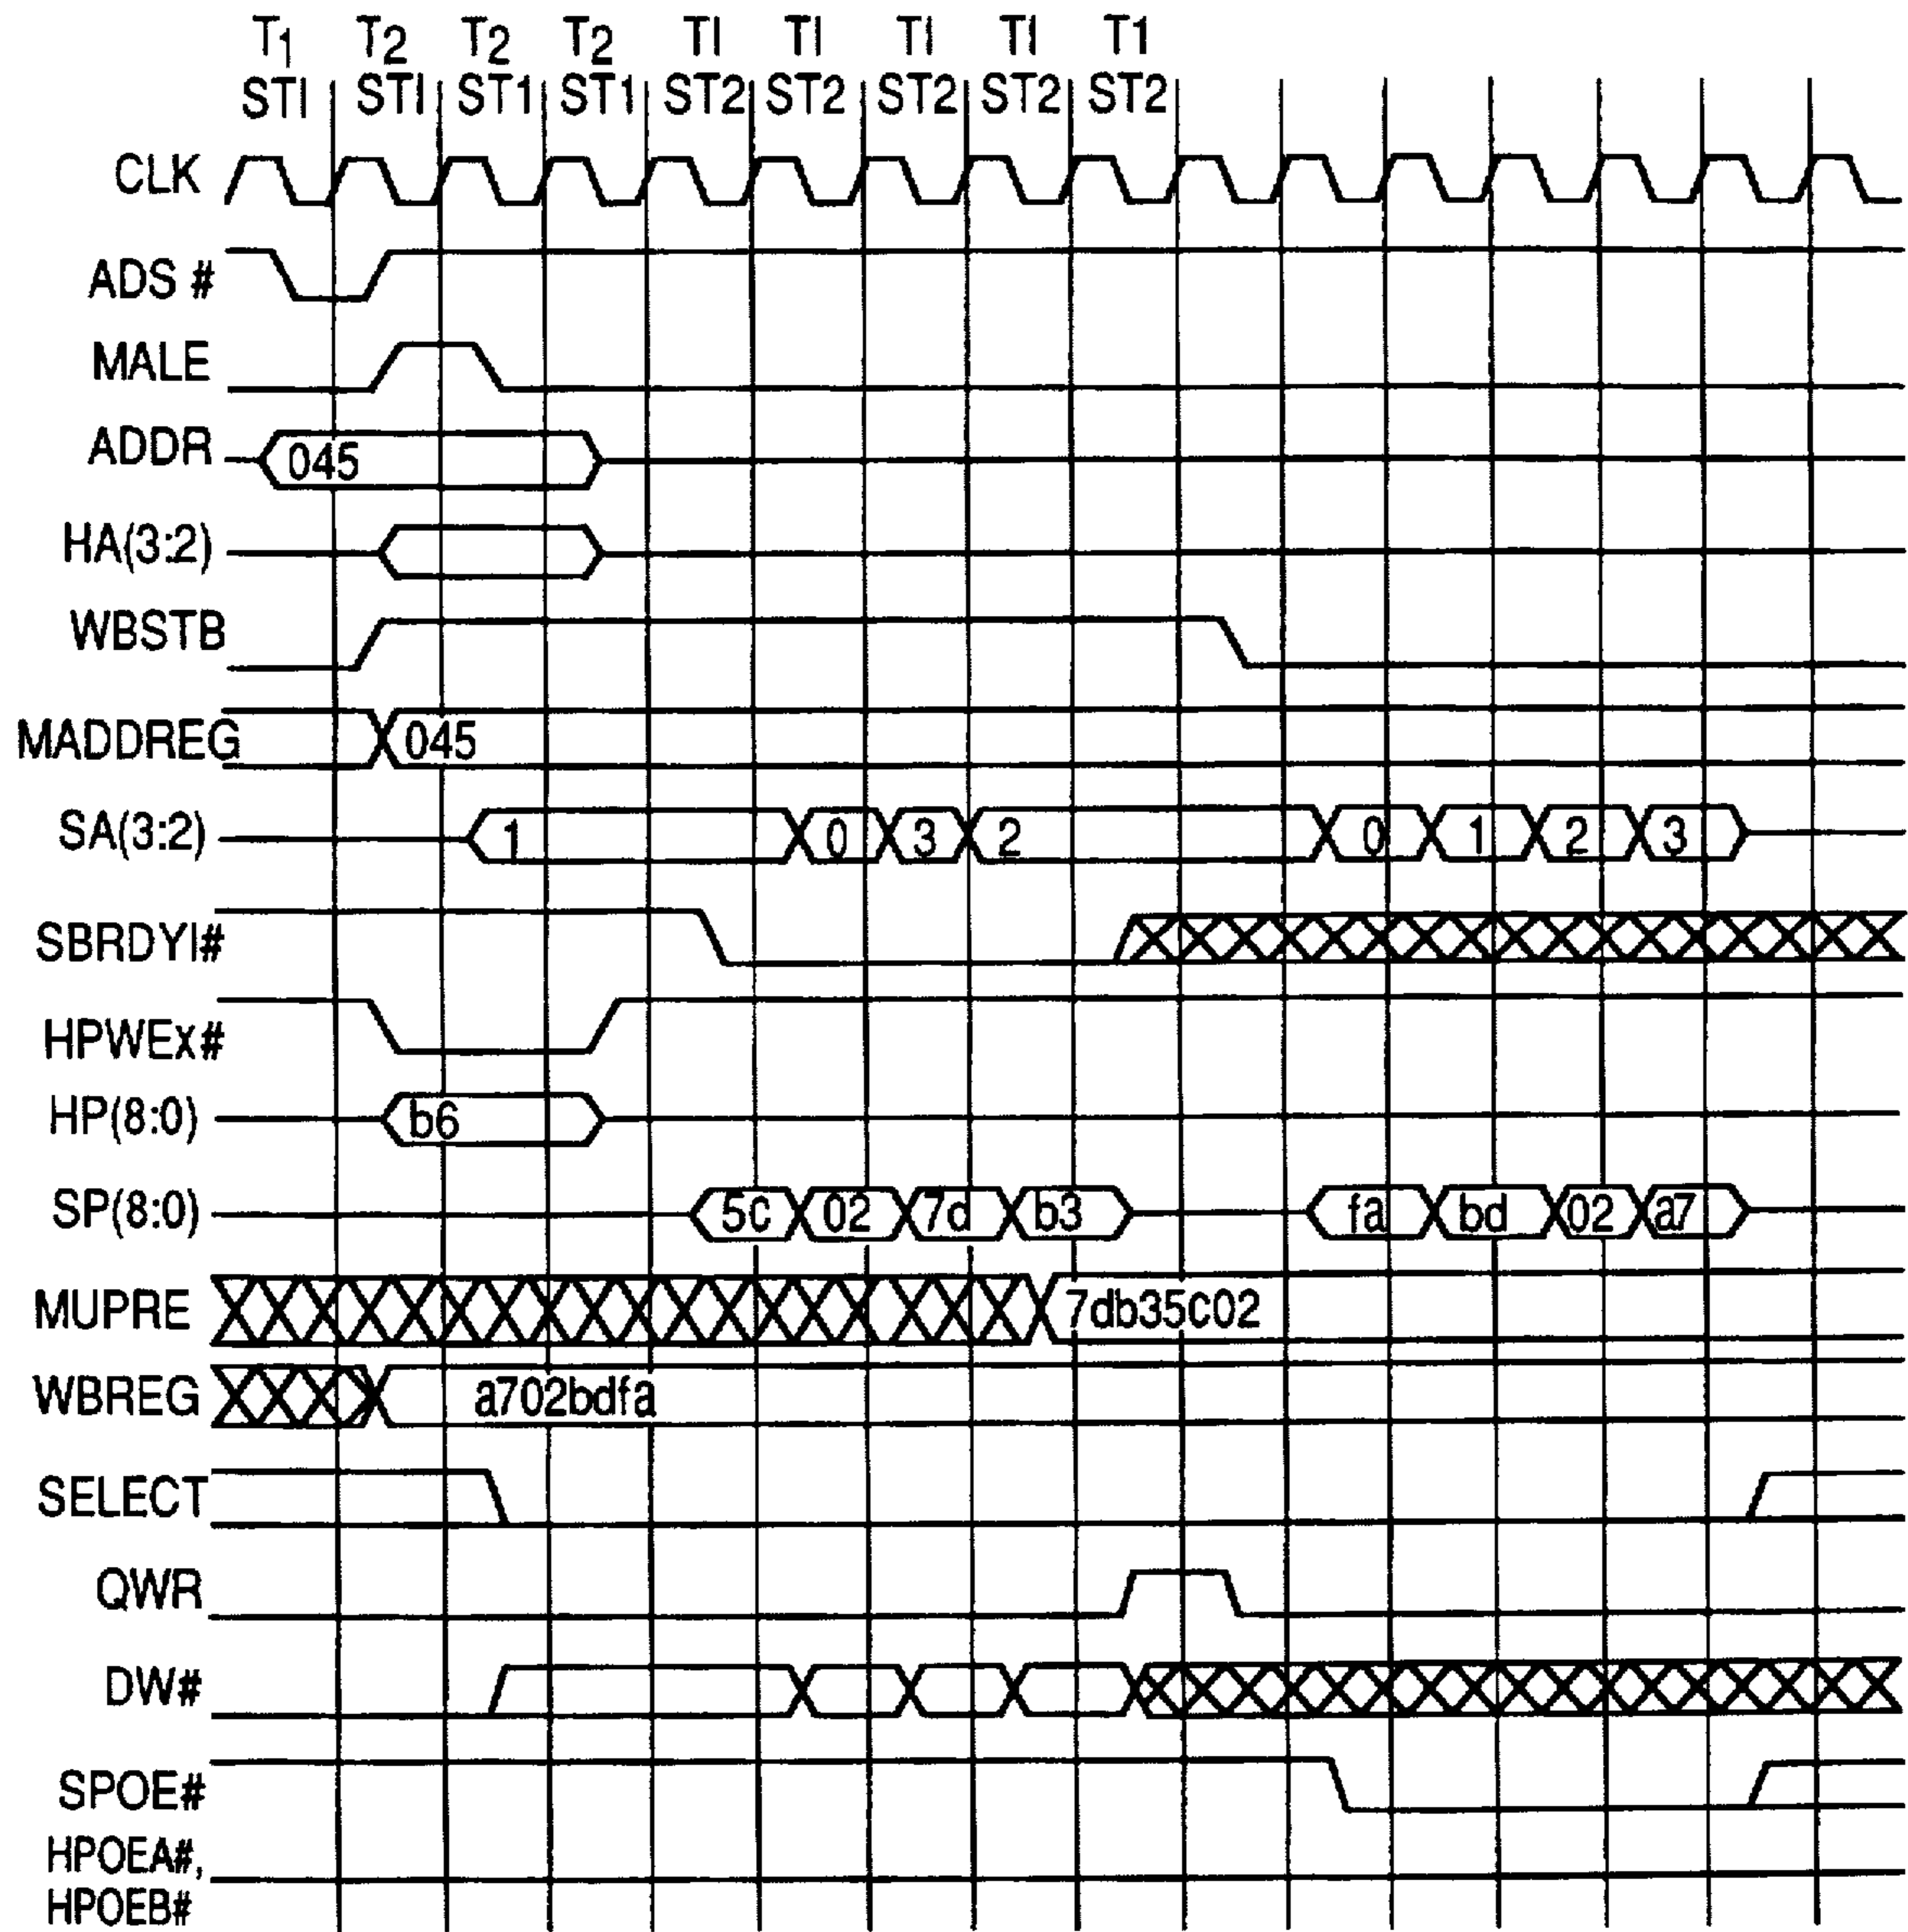 T1 T2 T2 T2 TI TI TI TI T1
STI STI ST1 ST1 ST2 ST2 ST2 ST2 ST2
CLK
ADS #
MALE
ADDR 045
HA(3:2)
WBSTB
MADDREG 045
SA(3:2) 1 0 3 2 0 1 2 3
SBRDYI#
HPWEx#
HP(8:0) b6
SP(8:0) 5c 02 7d b3 fa bd 02 a7
MUPRE 7db35c02
WBREG a702bdfa
SELECT
QWR
DW#
SPOE#
HPOEA#,
HPOEB#